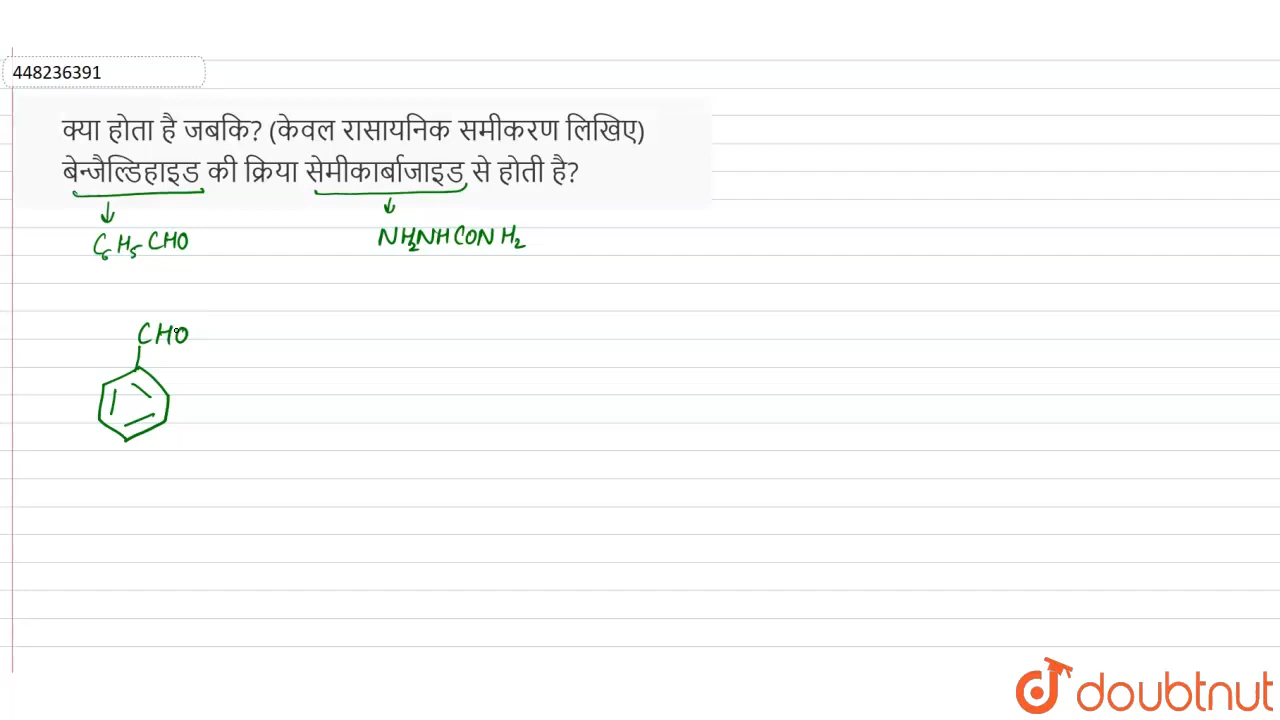 448236391
क्या होता है जबकि? (केवल रासायनिक समीकरण लिखिए)
बेन्जैल्डिहाइड की क्रिया सेमीकार्बाजाइड से होती है?
C6H5CHO NH2NHCONH2
CHO
doubtnut